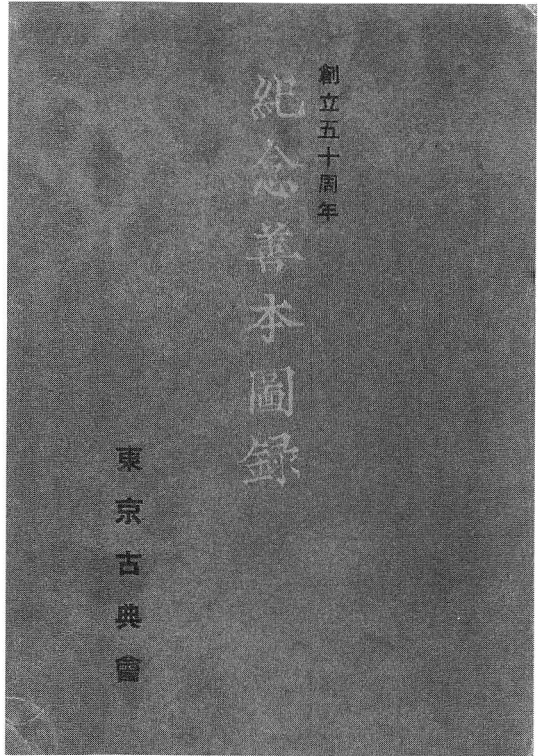 創立五十周年
紀念善本圖録
東京古典會